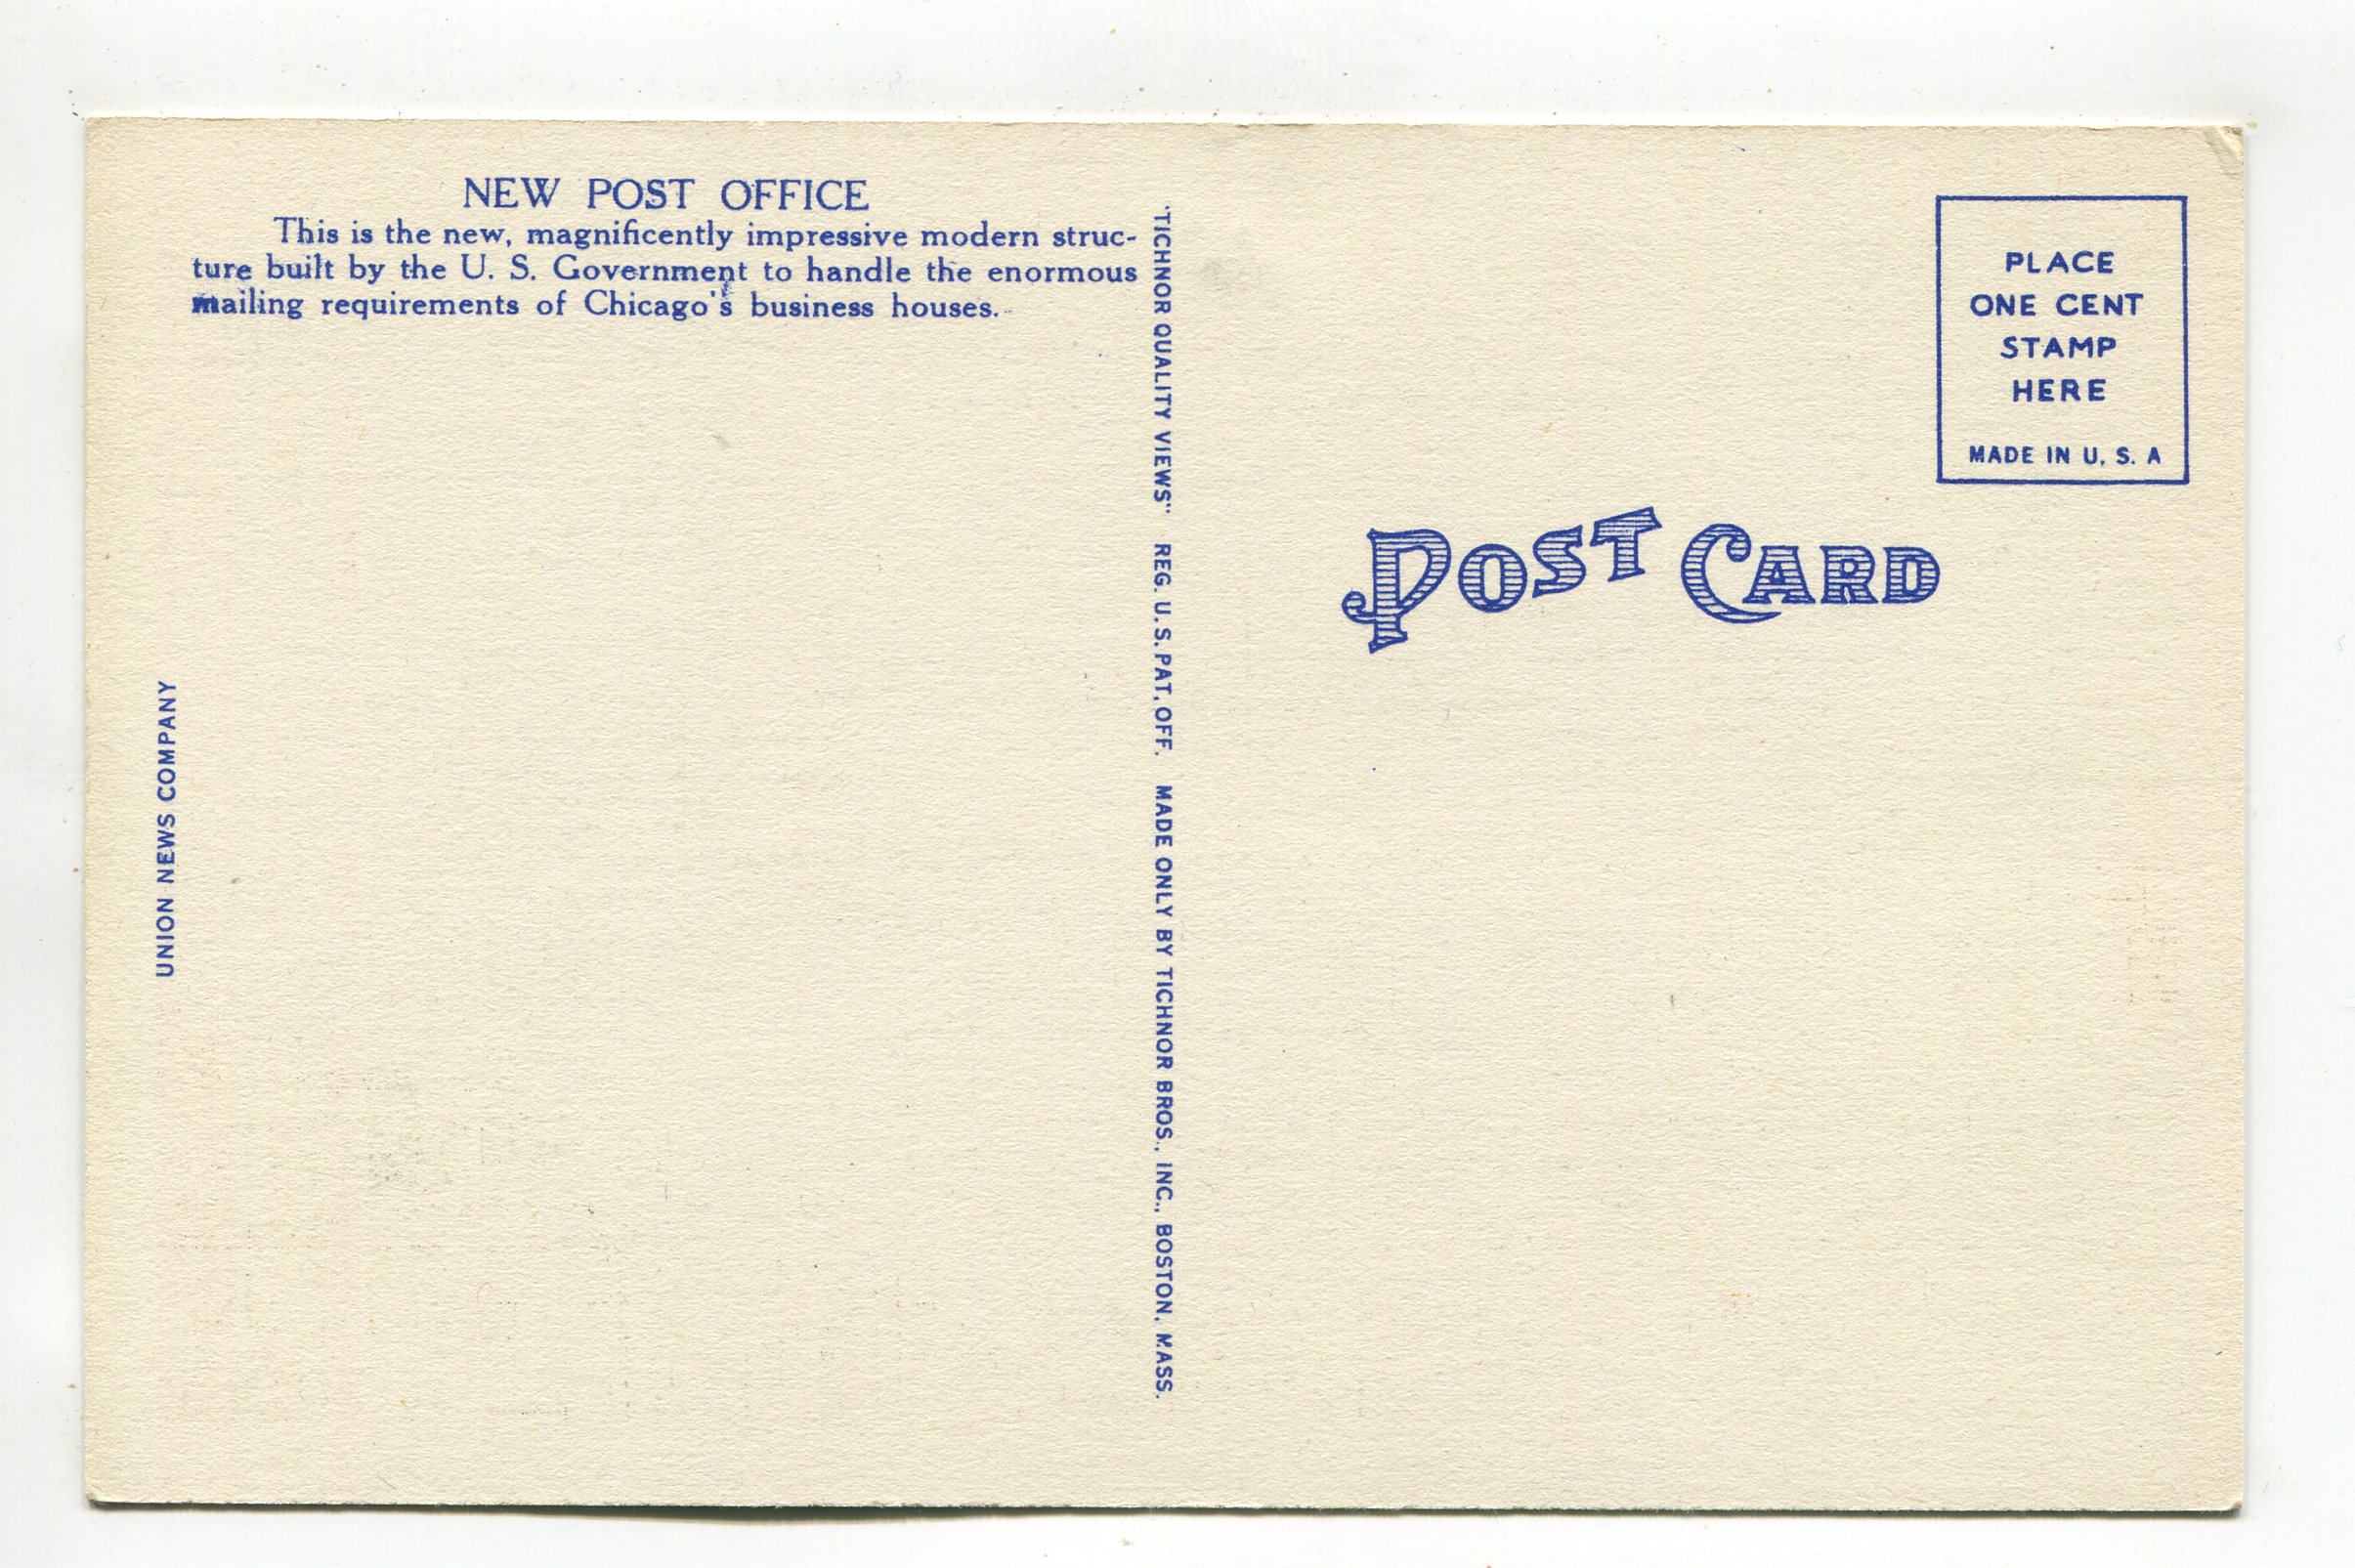 NEW POST OFFICE
This is the new, magnificently impressive modern struc-
ture built by the U. S. Government to handle the enormous
mailing requirements of Chicago's business houses.
UNION NEWS COMPANY
"TICHNOR QUALITY VIEWS" REG. U. S. PAT. OFF. MADE ONLY BY TICHNOR BROS., INC., BOSTON, MASS.
PLACE
ONE CENT
STAMP
HERE
MADE IN U. S. A
POST CARD